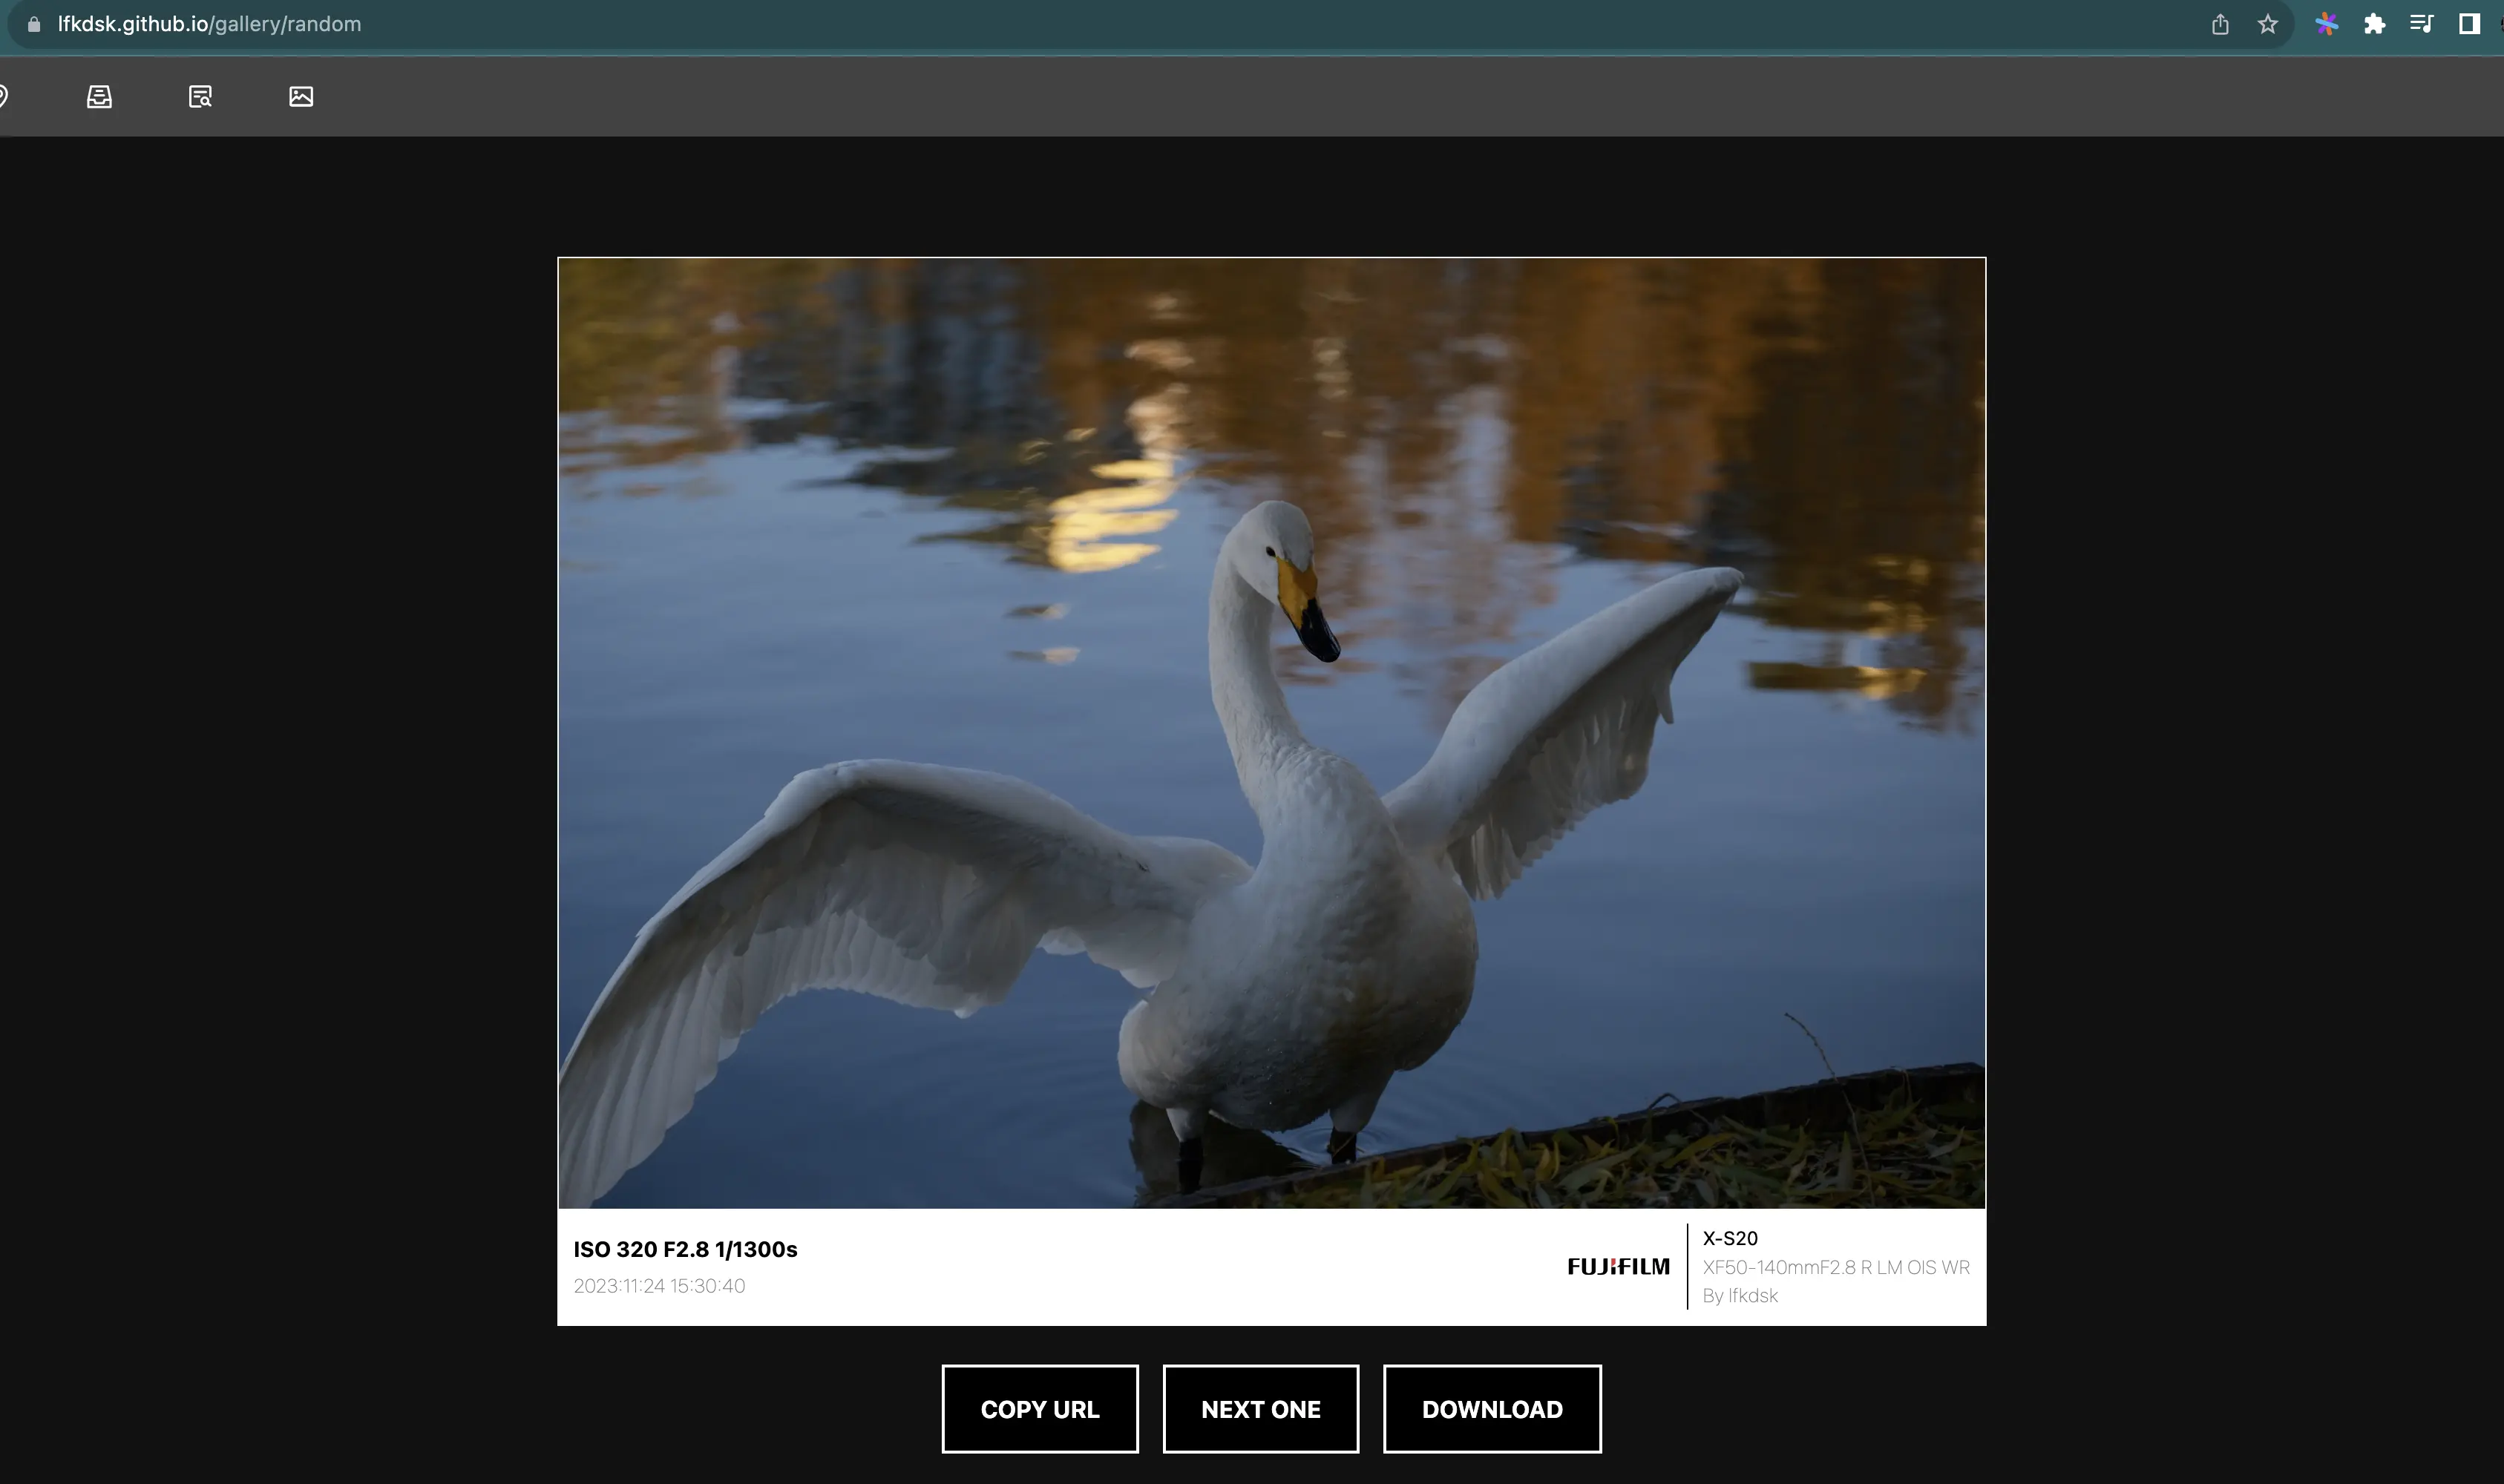 lfkdsk.github.io/gallery/random
ISO 320 F2.8 1/1300s
2023:11:24 15:30:40
FUJIFILM
X-S20
XF50-140mmF2.8 R LM OIS WR
By lfkdsk
COPY URL
NEXT ONE
DOWNLOAD